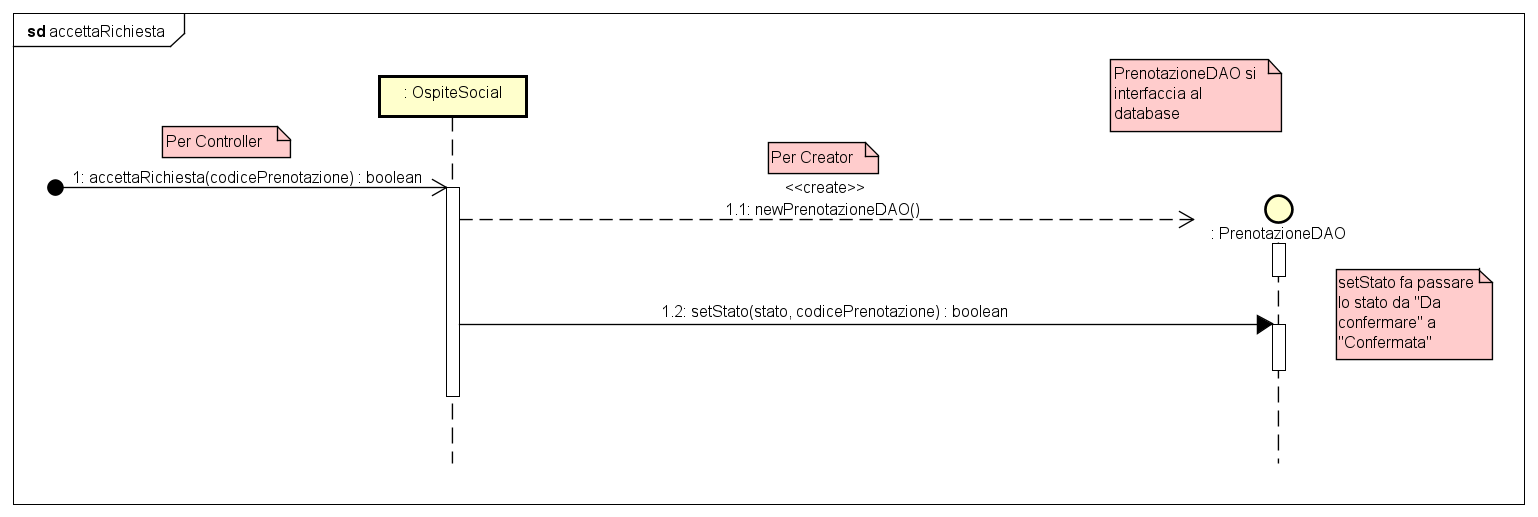 sd accettaRichiesta
PrenotazioneDAO si
interfaccia al
database
: OspiteSocial
Per Controller
Per Creator
1: accettaRichiesta(codicePrenotazione) : boolean
<<create>>
1.1: newPrenotazioneDAO()
: PrenotazioneDAO
setStato fa passare
lo stato da "Da
confermare" a
"Confermata"
1.2: setStato(stato, codicePrenotazione) : boolean